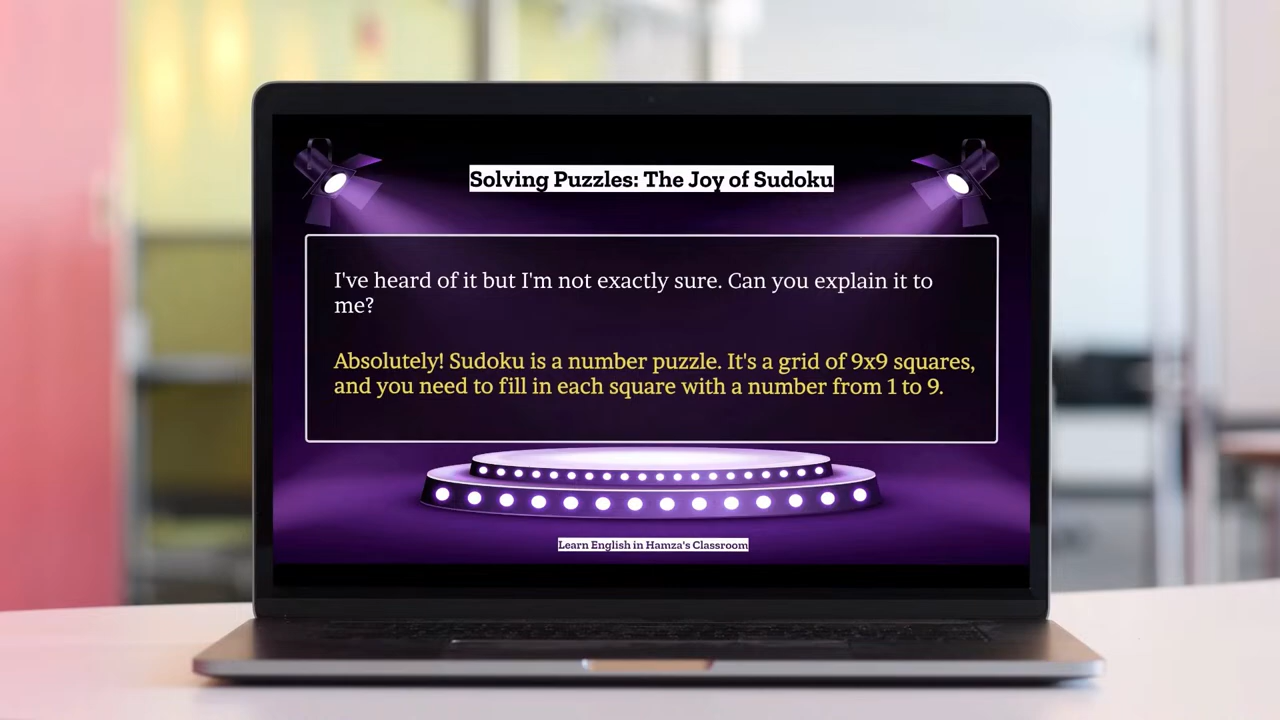 Solving Puzzles: The Joy of Sudoku
I've heard of it but I'm not exactly sure. Can you explain it to
me?
Absolutely! Sudoku is a number puzzle. It's a grid of 9x9 squares,
and you need to fill in each square with a number from 1 to 9.
Learn English in Hamza's Classroom